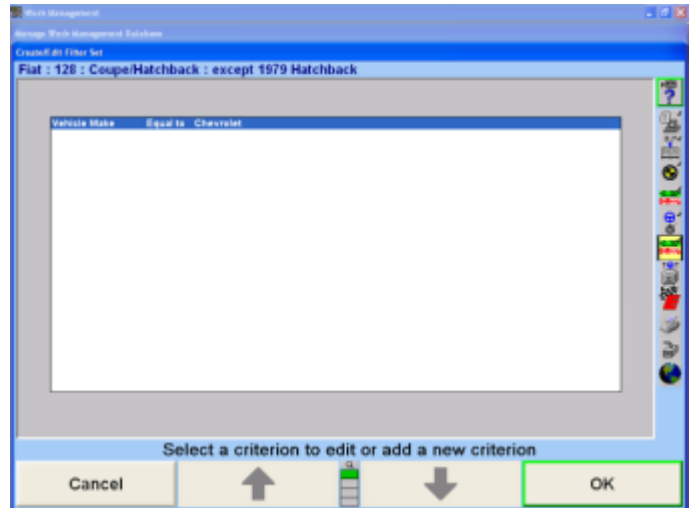 Work Management
Manage Work Management Database
Create/Edit Filter Set
Fiat : 128 : Coupe/Hatchback : except 1979 Hatchback
Vehicle Make Equal to Chevrolet
Select a criterion to edit or add a new criterion
Cancel
OK